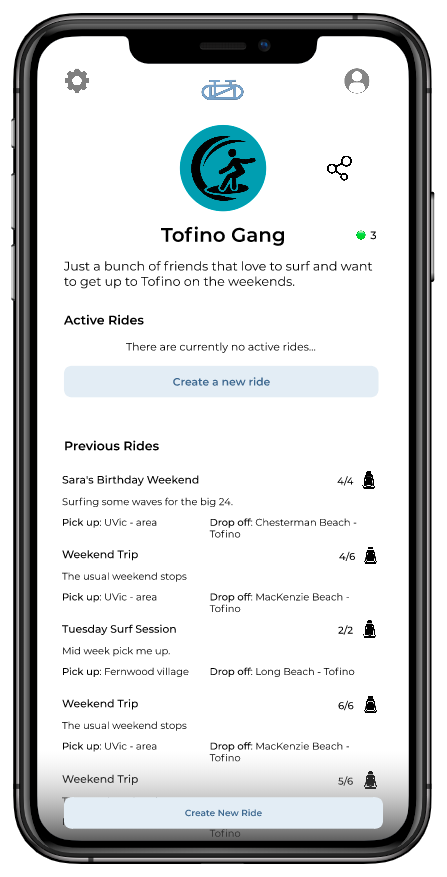 Tofino Gang
3
Just a bunch of friends that love to surf and want
to get up to Tofino on the weekends.
Active Rides
There are currently no active rides...
Create a new ride
Previous Rides
Sara's Birthday Weekend
4/4
Surfing some waves for the big 24.
Pick up: UVic - area
Drop off: Chesterman Beach -
Tofino
Weekend Trip
4/6
The usual weekend stops
Pick up: UVic - area
Drop off: MacKenzie Beach -
Tofino
Tuesday Surf Session
2/2
Mid week pick me up.
Pick up: Fernwood village
Drop off: Long Beach - Tofino
Weekend Trip
6/6
The usual weekend stops
Pick up: UVic - area
Drop off: MacKenzie Beach -
Tofino
Weekend Trip
5/6
Create New Ride
Tofino